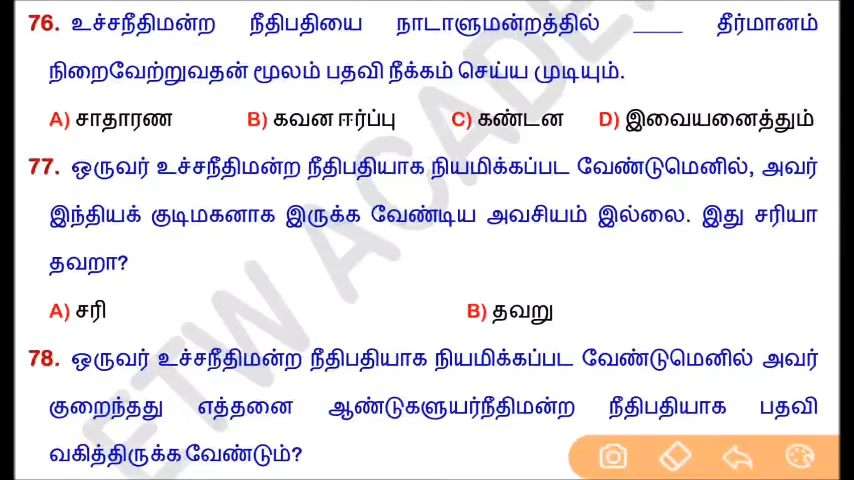 76. உச்சநீதிமன்ற நீதிபதியை நாடாளுமன்றத்தில் ____ தீர்மானம்
நிறைவேற்றுவதன் மூலம் பதவி நீக்கம் செய்ய முடியும்.
A) சாதாரண B) கவன ஈர்ப்பு C) கண்டன D) இவையனைத்தும்
77. ஒருவர் உச்சநீதிமன்ற நீதிபதியாக நியமிக்கப்பட வேண்டுமெனில், அவர்
இந்தியக் குடிமகனாக இருக்க வேண்டிய அவசியம் இல்லை. இது சரியா
தவறா?
A) சரி B) தவறு
78. ஒருவர் உச்சநீதிமன்ற நீதிபதியாக நியமிக்கப்பட வேண்டுமெனில் அவர்
குறைந்தது எத்தனை ஆண்டுகளுயர்நீதிமன்ற நீதிபதியாக பதவி
வகித்திருக்க வேண்டும்?
ETW ACADE